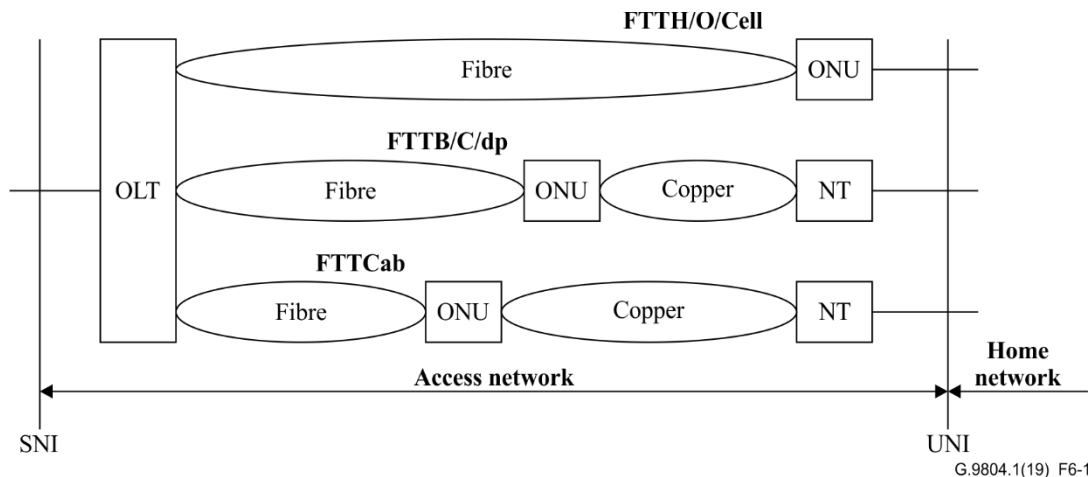 FTTH/O/Cell
Fibre
ONU
FTTB/C/dp
OLT
Fibre
ONU
Copper
NT
FTTCab
Fibre
ONU
Copper
NT
Access network
Home
network
SNI
UNI
G.9804.1(19)_F6-1